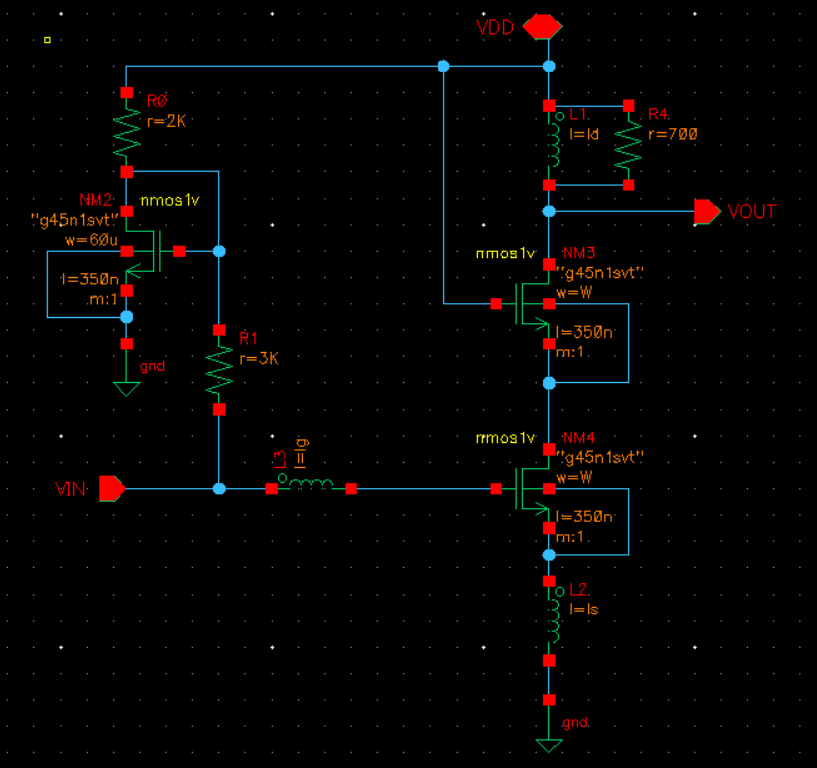 VDD
R0
r=2K
L1
l=ld
R4
r=700
NM2
nmos1v
"g45n1svt"
w=60u
l=350n
m:1
gnd
VOUT
nmos1v
NM3
"g45n1svt"
w=W
l=350n
m:1
R1
r=3K
nmos1v
NM4
"g45n1svt"
w=W
l=350n
m:1
VIN
L3
l=lg
L2
l=ls
gnd